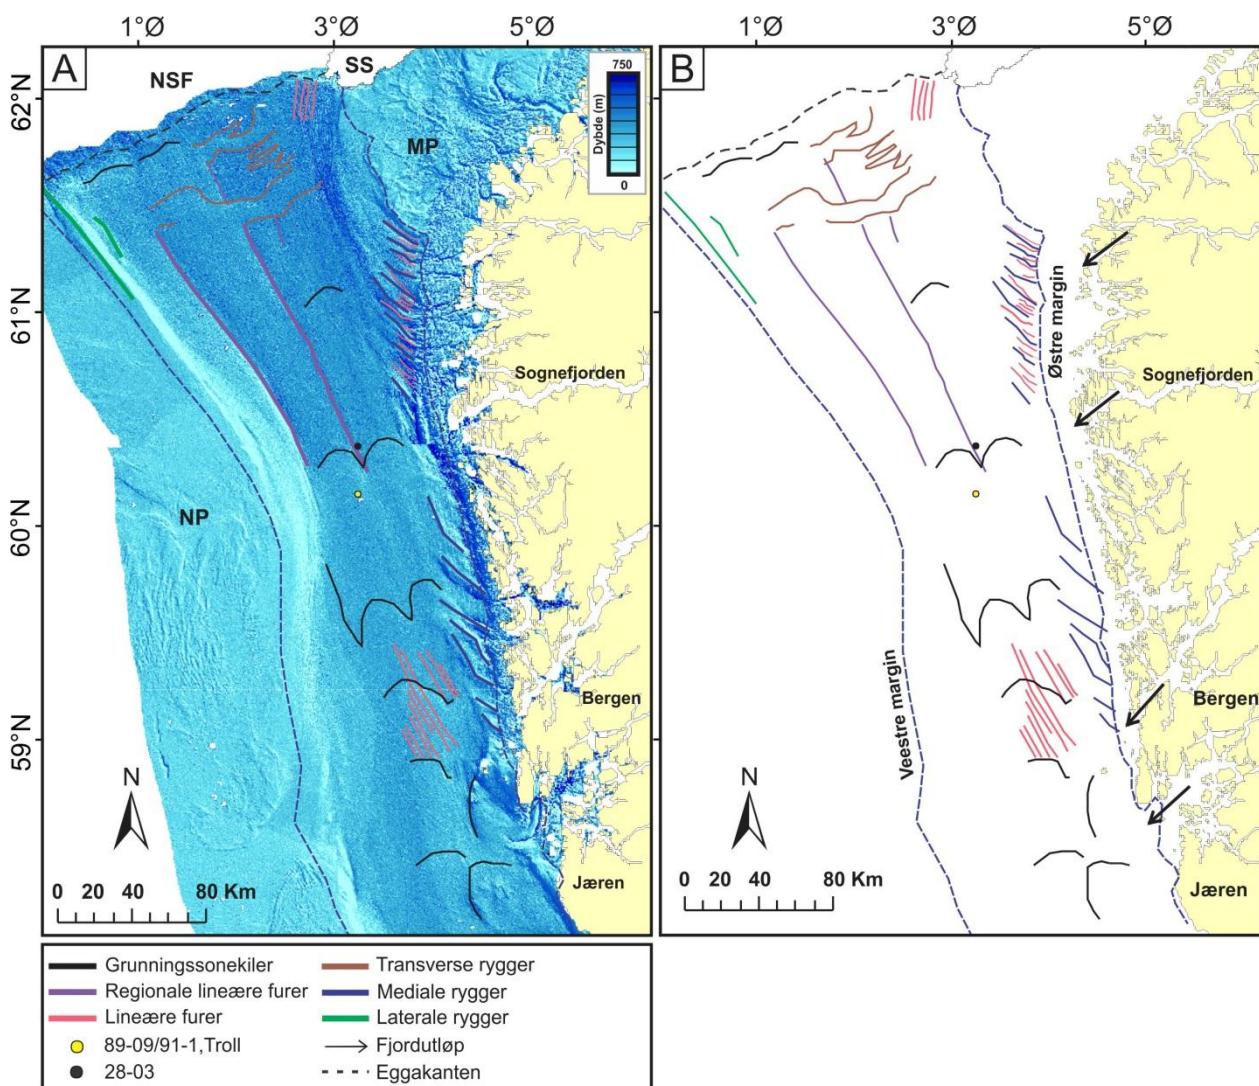 1°Ø 3°Ø 5°Ø 1°Ø 3°Ø 5°Ø
A NSF SS MP
750
Dybde (m)
0
B
62°N
61°N
60°N
59°N
Sognefjorden
NP
Bergen
Jæren
N
0 20 40 80 Km
Østre margin
Sognefjorden
Veestre margin
Bergen
Jæren
N
0 20 40 80 Km
Grunningssonekiler
Regionale lineære furer
Lineære furer
89-09/91-1,Troll
28-03
Transverse rygger
Mediale rygger
Laterale rygger
Fjordutløp
Eggakanten